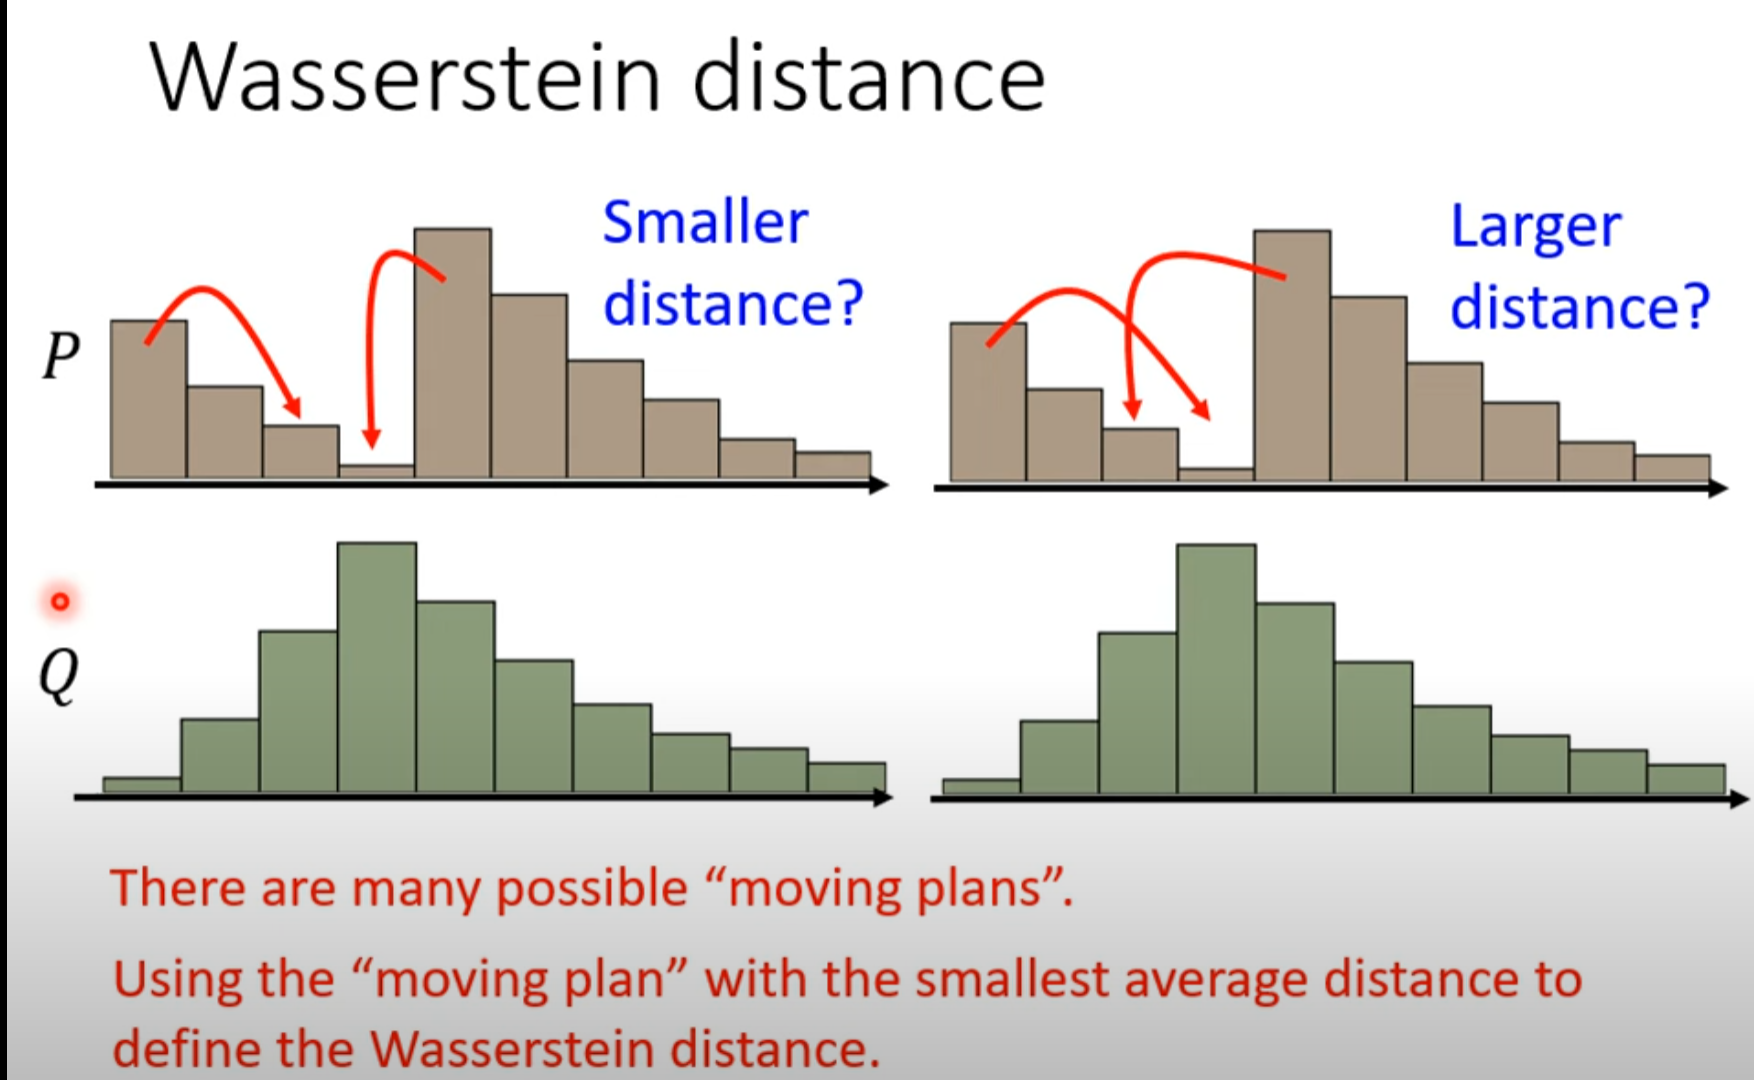 Wasserstein distance
Smaller
distance?
Larger
distance?
P
Q
There are many possible “moving plans”.
Using the “moving plan” with the smallest average distance to
define the Wasserstein distance.